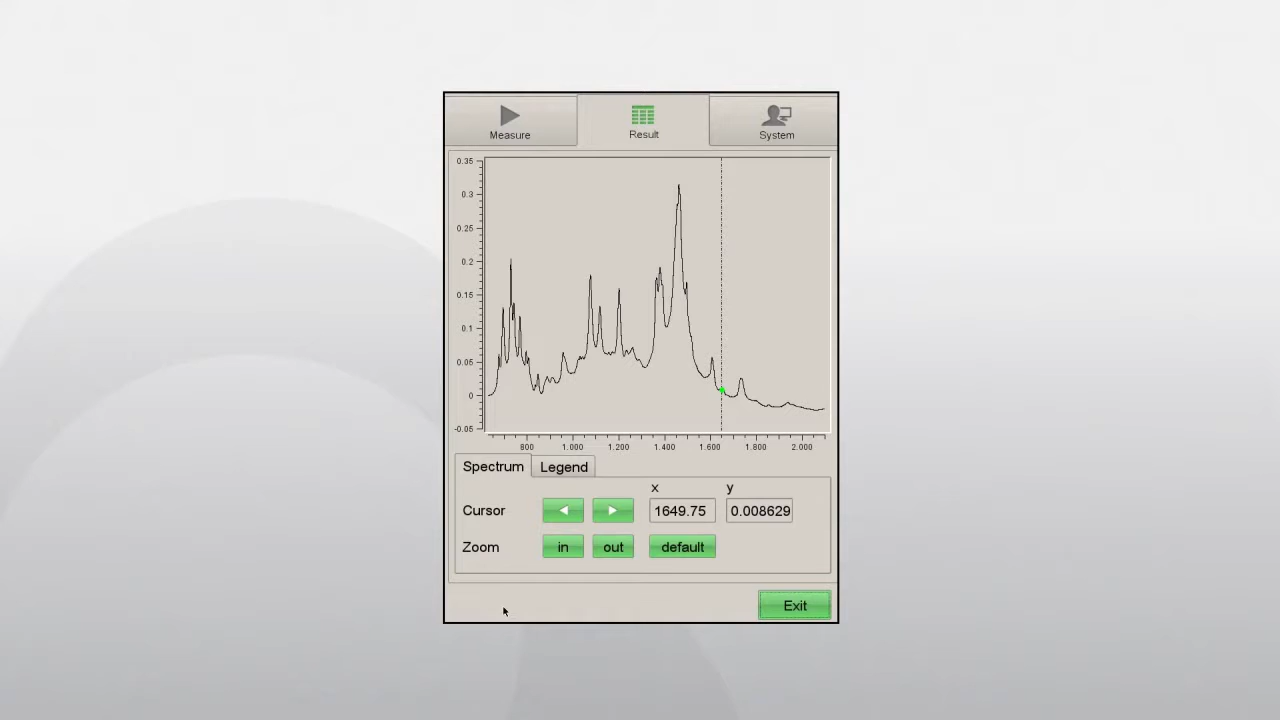 Measure
Result
System
0.35
0.3
0.25
0.2
0.15
0.1
0.05
0
-0.05
800 1.000 1.200 1.400 1.600 1.800 2.000
Spectrum Legend
x y
Cursor 1649.75 0.008629
Zoom in out default
Exit